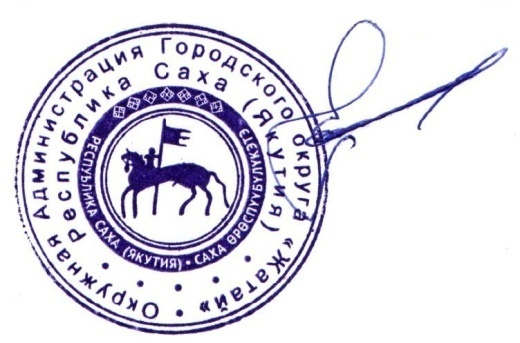 Окружная Администрация Городского округа «Жатай»
Республика Саха (Якутия)
РЕСПУБЛИКА САХА (ЯКУТИЯ) • САХА ӨРӨСПҮҮБҮЛҮКЭТЭ